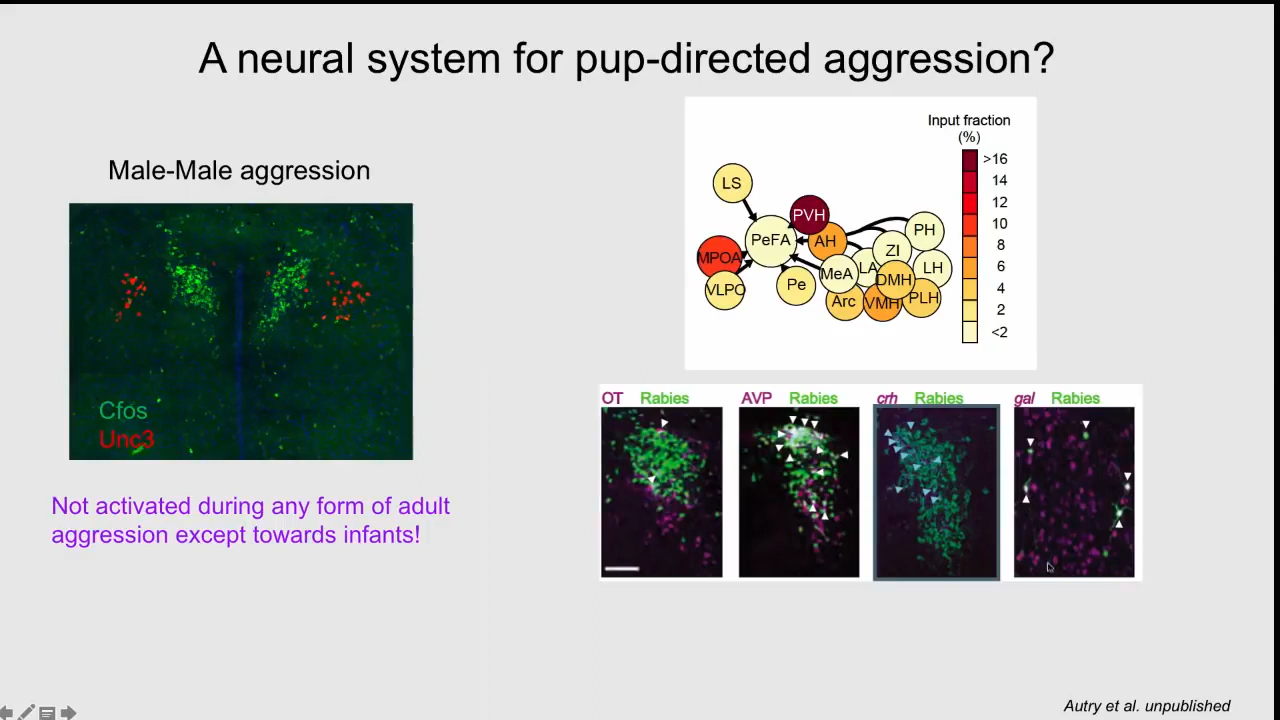 A neural system for pup-directed aggression?
Male-Male aggression
Cfos
Unc3
Not activated during any form of adult
aggression except towards infants!
Input fraction
(%)
>16
14
12
10
8
6
4
2
<2
LS
PVH
PeFA
AH
PH
MPOA
ZI
MeA
LA
LH
VLPO
Pe
DMH
Arc
VMH
PLH
OT Rabies
AVP Rabies
crh Rabies
gal Rabies
Autry et al. unpublished